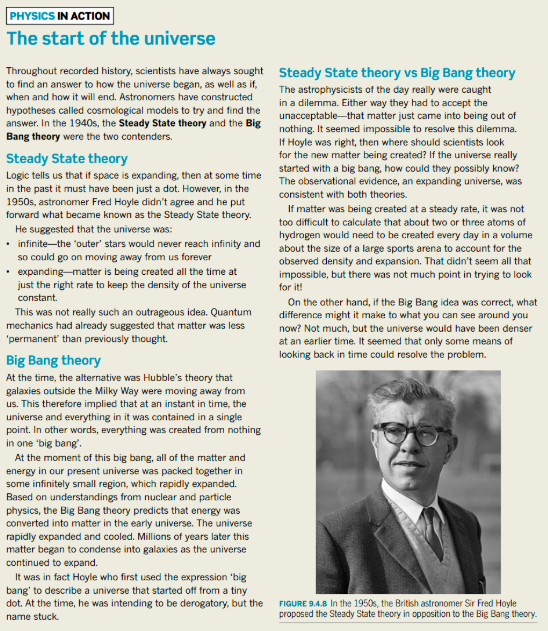 PHYSICS IN ACTION
The start of the universe
Throughout recorded history, scientists have always sought
to find an answer to how the universe began, as well as if,
when and how it will end. Astronomers have constructed
hypotheses called cosmological models to try and find the
answer. In the 1940s, the Steady State theory and the Big
Bang theory were the two contenders.
Steady State theory
Logic tells us that if space is expanding, then at some time
in the past it must have been just a dot. However, in the
1950s, astronomer Fred Hoyle didn't agree and he put
forward what became known as the Steady State theory.
He suggested that the universe was:
• infinite—the 'outer' stars would never reach infinity and
so could go on moving away from us forever
• expanding—matter is being created all the time at
just the right rate to keep the density of the universe
constant.
This was not really such an outrageous idea. Quantum
mechanics had already suggested that matter was less
'permanent' than previously thought.
Big Bang theory
At the time, the alternative was Hubble's theory that
galaxies outside the Milky Way were moving away from
us. This therefore implied that at an instant in time, the
universe and everything in it was contained in a single
point. In other words, everything was created from nothing
in one 'big bang'.
At the moment of this big bang, all of the matter and
energy in our present universe was packed together in
some infinitely small region, which rapidly expanded.
Based on understandings from nuclear and particle
physics, the Big Bang theory predicts that energy was
converted into matter in the early universe. The universe
rapidly expanded and cooled. Millions of years later this
matter began to condense into galaxies as the universe
continued to expand.
It was in fact Hoyle who first used the expression 'big
bang' to describe a universe that started off from a tiny
dot. At the time, he was intending to be derogatory, but the
name stuck.
Steady State theory vs Big Bang theory
The astrophysicists of the day really were caught
in a dilemma. Either way they had to accept the
unacceptable—that matter just came into being out of
nothing. It seemed impossible to resolve this dilemma.
If Hoyle was right, then where should scientists look
for the new matter being created? If the universe really
started with a big bang, how could they possibly know?
The observational evidence, an expanding universe, was
consistent with both theories.
If matter was being created at a steady rate, it was not
too difficult to calculate that about two or three atoms of
hydrogen would need to be created every day in a volume
about the size of a large sports arena to account for the
observed density and expansion. That didn't seem all that
impossible, but there was not much point in trying to look
for it!
On the other hand, if the Big Bang idea was correct, what
difference might it make to what you can see around you
now? Not much, but the universe would have been denser
at an earlier time. It seemed that only some means of
looking back in time could resolve the problem.
FIGURE 9.4.8 In the 1950s, the British astronomer Sir Fred Hoyle
proposed the Steady State theory in opposition to the Big Bang theory.